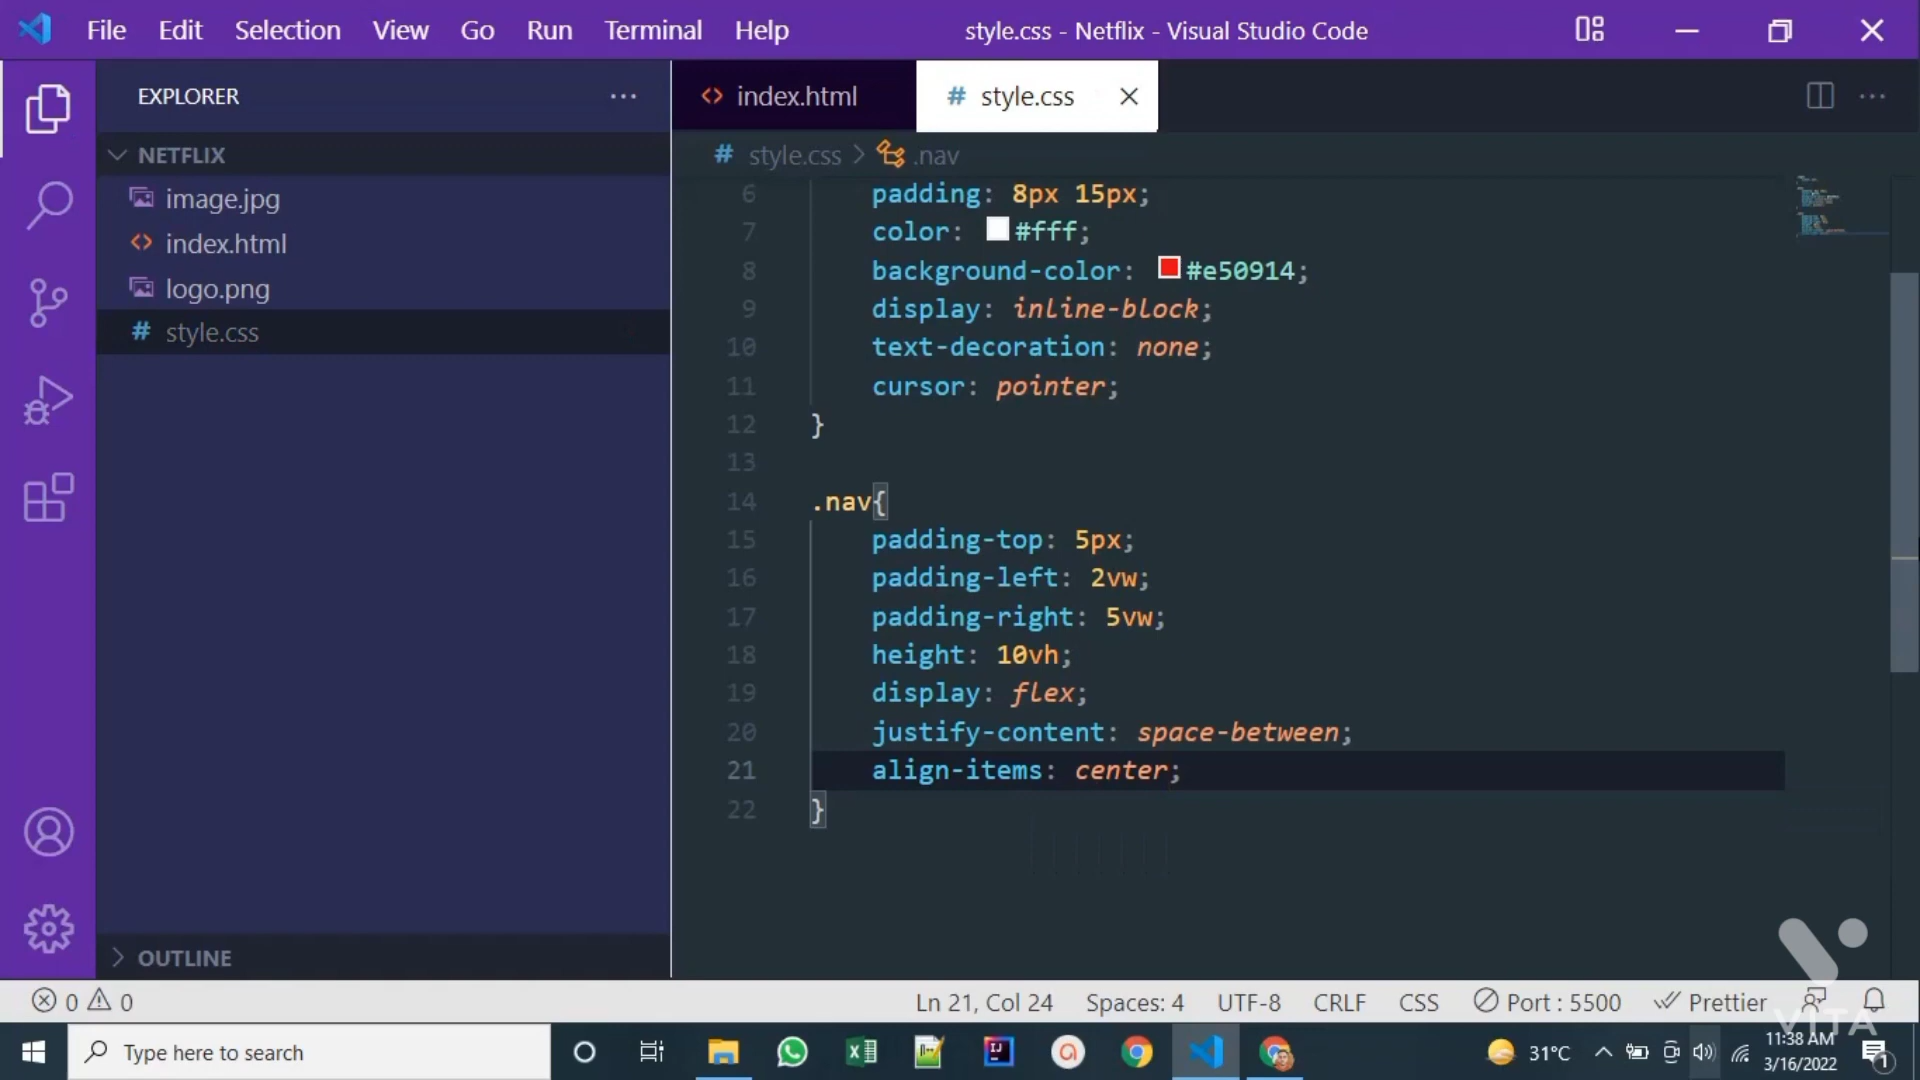 File Edit Selection View Go Run Terminal Help
style.css - Netflix - Visual Studio Code
EXPLORER
NETFLIX
image.jpg
index.html
logo.png
style.css
OUTLINE
index.html
style.css
style.css > .nav
6 padding: 8px 15px;
7 color: #fff;
8 background-color: #e50914;
9 display: inline-block;
10 text-decoration: none;
11 cursor: pointer;
12 }
13
14 .nav{
15 padding-top: 5px;
16 padding-left: 2vw;
17 padding-right: 5vw;
18 height: 10vh;
19 display: flex;
20 justify-content: space-between;
21 align-items: center;
22 }
0 0
Ln 21, Col 24 Spaces: 4 UTF-8 CRLF CSS Port : 5500 Prettier
VITA
Type here to search
31°C
11:38 AM
3/16/2022
1